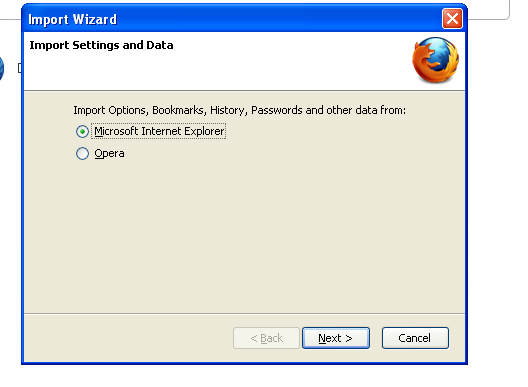 Import Wizard
Import Settings and Data
Import Options, Bookmarks, History, Passwords and other data from:
Microsoft Internet Explorer
Opera
< Back Next > Cancel